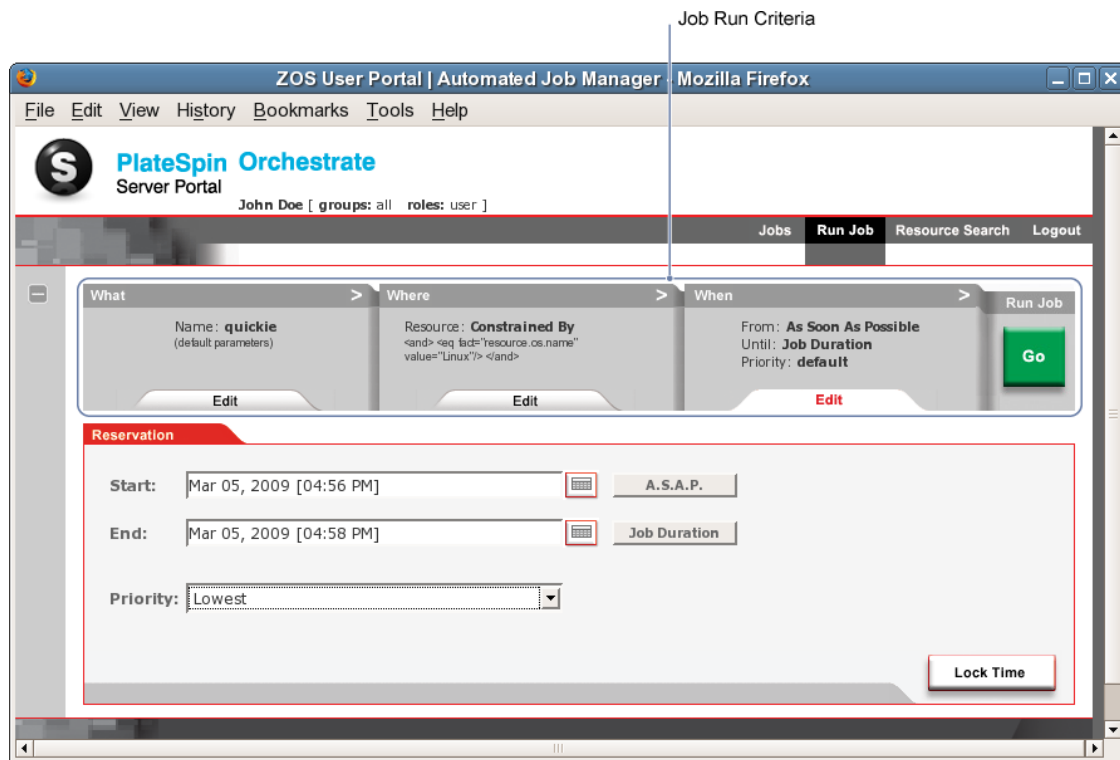 Job Run Criteria
ZOS User Portal | Automated Job Manager - Mozilla Firefox
File Edit View History Bookmarks Tools Help
S
PlateSpin Orchestrate
Server Portal
John Doe [ groups: all roles: user ]
Jobs Run Job Resource Search Logout
What > Where > When > Run Job
Name: quickie
(default parameters)
Edit
Resource: Constrained By
<and> <eq fact="resource.os.name"
value="Linux"/> </and>
Edit
From: As Soon As Possible
Until: Job Duration
Priority: default
Edit
Go
Reservation
Start: Mar 05, 2009 [04:56 PM] A.S.A.P.
End: Mar 05, 2009 [04:58 PM] Job Duration
Priority: Lowest
Lock Time